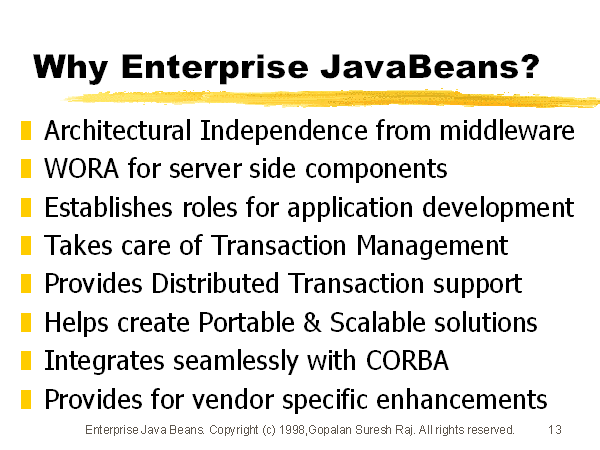 Why Enterprise JavaBeans?
Architectural Independence from middleware
WORA for server side components
Establishes roles for application development
Takes care of Transaction Management
Provides Distributed Transaction support
Helps create Portable & Scalable solutions
Integrates seamlessly with CORBA
Provides for vendor specific enhancements
Enterprise Java Beans. Copyright (c) 1998,Gopalan Suresh Raj. All rights reserved. 13